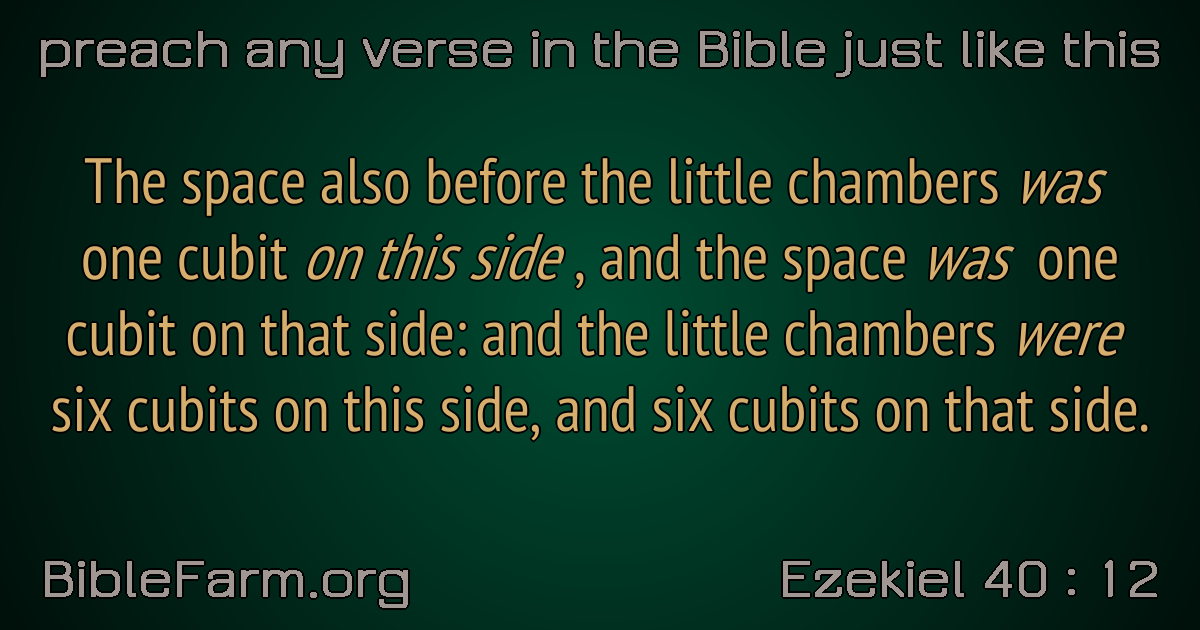 preach any verse in the Bible just like this
The space also before the little chambers was
one cubit on this side , and the space was one
cubit on that side: and the little chambers were
six cubits on this side, and six cubits on that side.
BibleFarm.org
Ezekiel 40 : 12